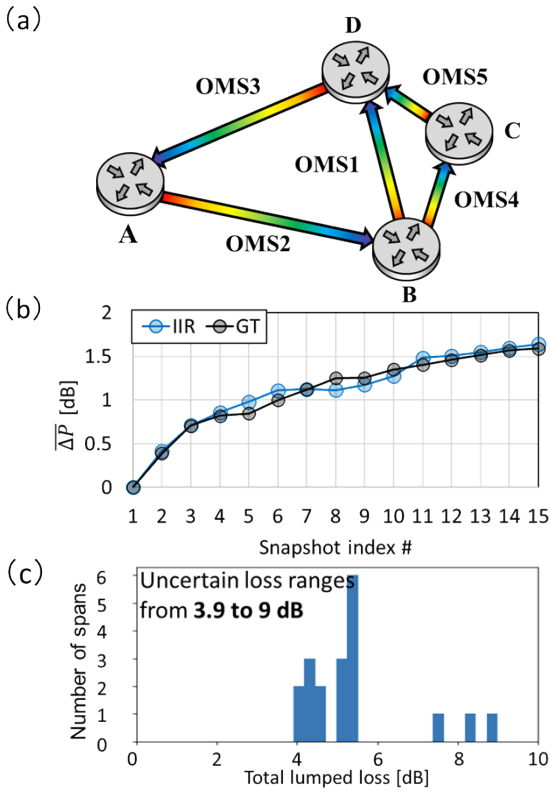 (a)
D
OMS3
OMS5
C
OMS1
A
OMS4
OMS2
B
(b)
2
IIR GT
1.5
1
0.5
0
ΔP [dB]
1 2 3 4 5 6 7 8 9 10 11 12 13 14 15
Snapshot index #
(c)
6
5
4
3
2
1
0
Number of spans
Uncertain loss ranges
from 3.9 to 9 dB
0 2 4 6 8 10
Total lumped loss [dB]